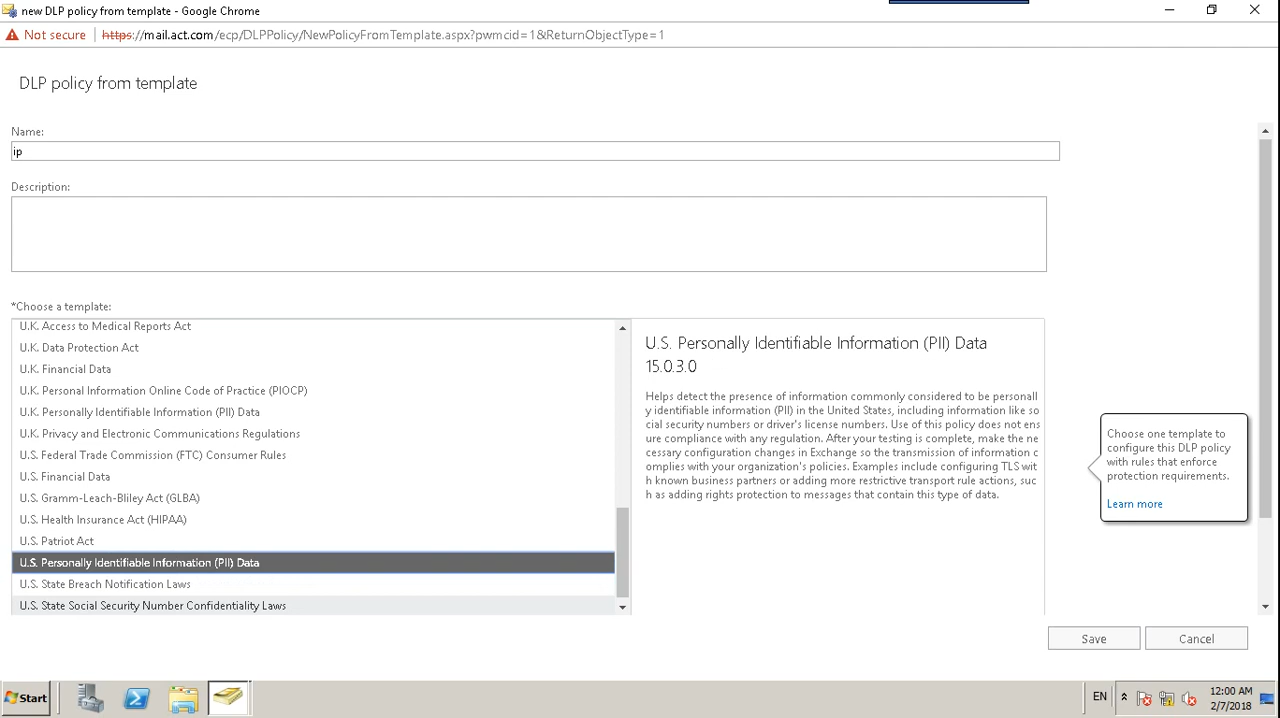 new DLP policy from template - Google Chrome
Not secure | https://mail.act.com/ecp/DLPPolicy/NewPolicyFromTemplate.aspx?pwmcid=1&ReturnObjectType=1
DLP policy from template
Name:
ip
Description:
*Choose a template:
U.K. Access to Medical Reports Act
U.K. Data Protection Act
U.K. Financial Data
U.K. Personal Information Online Code of Practice (PIOCP)
U.K. Personally Identifiable Information (PII) Data
U.K. Privacy and Electronic Communications Regulations
U.S. Federal Trade Commission (FTC) Consumer Rules
U.S. Financial Data
U.S. Gramm-Leach-Bliley Act (GLBA)
U.S. Health Insurance Act (HIPAA)
U.S. Patriot Act
U.S. Personally Identifiable Information (PII) Data
U.S. State Breach Notification Laws
U.S. State Social Security Number Confidentiality Laws
U.S. Personally Identifiable Information (PII) Data
15.0.3.0
Helps detect the presence of information commonly considered to be personall
y identifiable information (PII) in the United States, including information like so
cial security numbers or driver's license numbers. Use of this policy does not ens
ure compliance with any regulation. After your testing is complete, make the ne
cessary configuration changes in Exchange so the transmission of information c
omplies with your organization's policies. Examples include configuring TLS wit
h known business partners or adding more restrictive transport rule actions, suc
h as adding rights protection to messages that contain this type of data.
Choose one template to
configure this DLP policy
with rules that enforce
protection requirements.
Learn more
Save
Cancel
Start
EN
12:00 AM
2/7/2018